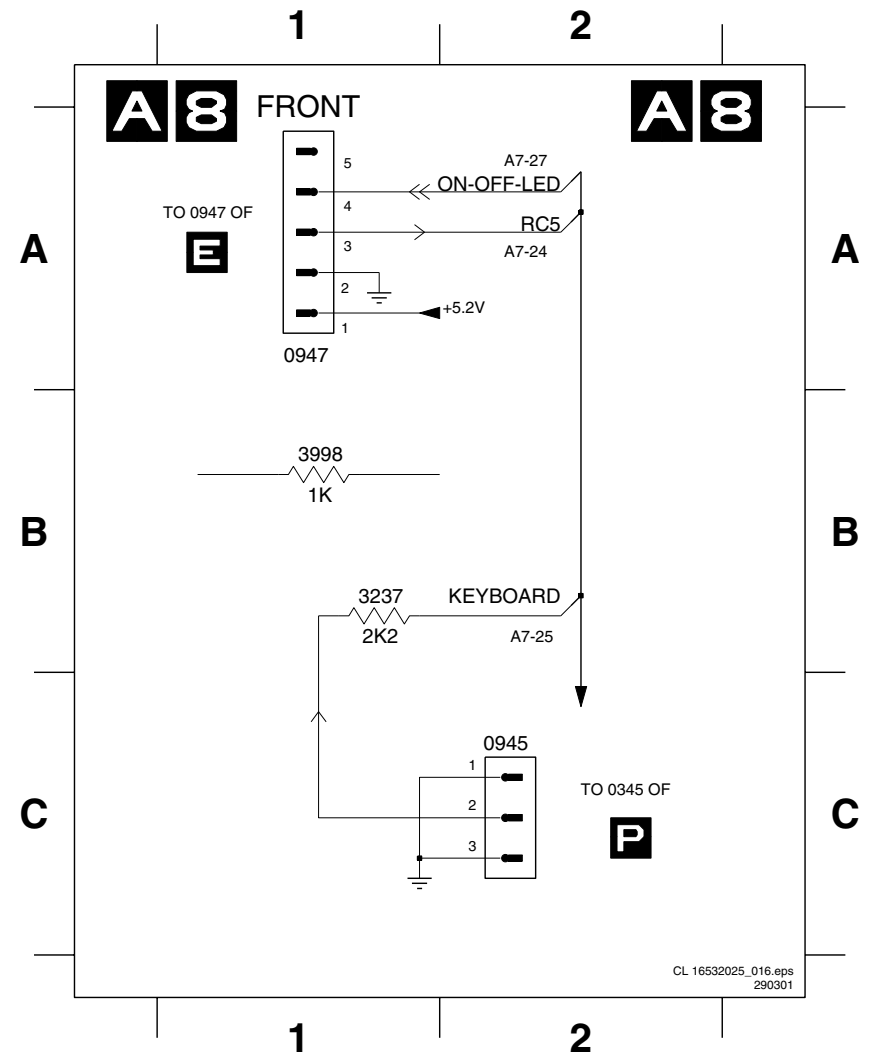 1 2
A8 FRONT A8
5
A7-27
ON-OFF-LED
4
TO 0947 OF
E
RC5
3
A7-24
A A
2
+5.2V
1
0947
3998
1K
B B
3237
KEYBOARD
2K2
A7-25
0945
1
TO 0345 OF
2
C C
P
3
CL 16532025_016.eps
290301
1 2